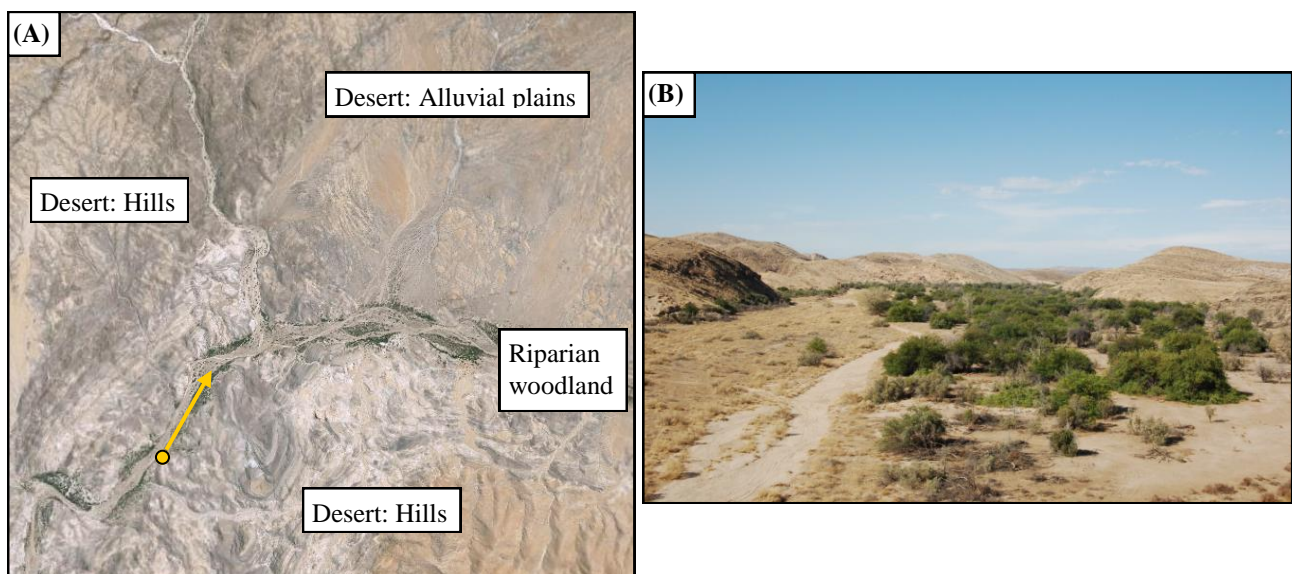 (A)
Desert: Alluvial plains
Desert: Hills
Riparian
woodland
Desert: Hills
(B)